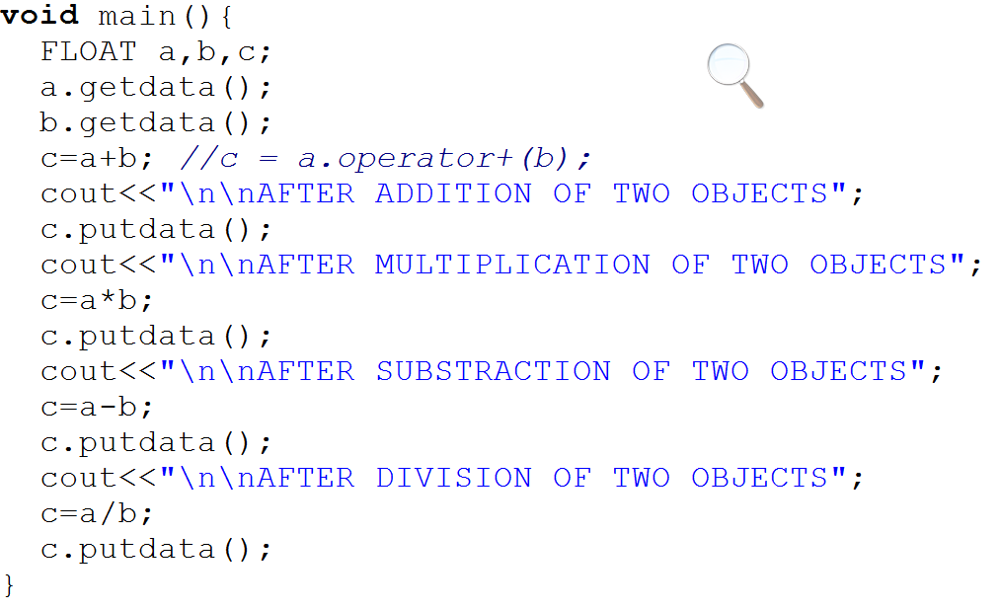 void main(){
FLOAT a,b,c;
a.getdata();
b.getdata();
c=a+b; //c = a.operator+(b);
cout<<"\n\nAFTER ADDITION OF TWO OBJECTS";
c.putdata();
cout<<"\n\nAFTER MULTIPLICATION OF TWO OBJECTS";
c=a*b;
c.putdata();
cout<<"\n\nAFTER SUBSTRACTION OF TWO OBJECTS";
c=a-b;
c.putdata();
cout<<"\n\nAFTER DIVISION OF TWO OBJECTS";
c=a/b;
c.putdata();
}